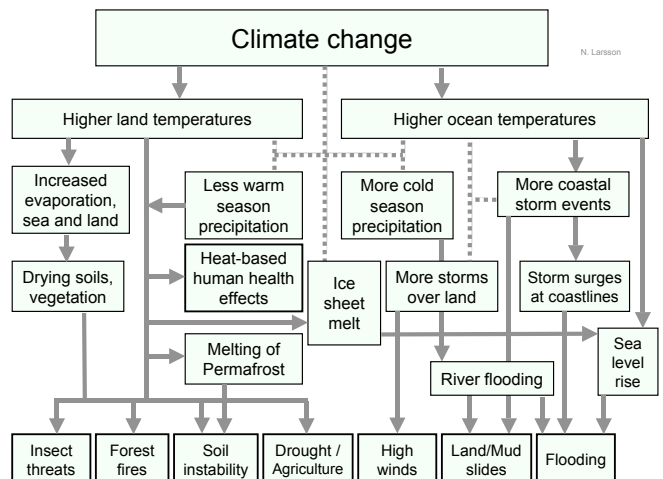 Climate change
N. Larsson
Higher land temperatures
Higher ocean temperatures
Increased
evaporation,
sea and land
Less warm
season
precipitation
More cold
season
precipitation
More coastal
storm events
Drying soils,
vegetation
Heat-based
human health
effects
Ice
sheet
melt
More storms
over land
Storm surges
at coastlines
Melting of
Permafrost
Sea
level
rise
River flooding
Insect
threats
Forest
fires
Soil
instability
Drought /
Agriculture
High
winds
Land/Mud
slides
Flooding